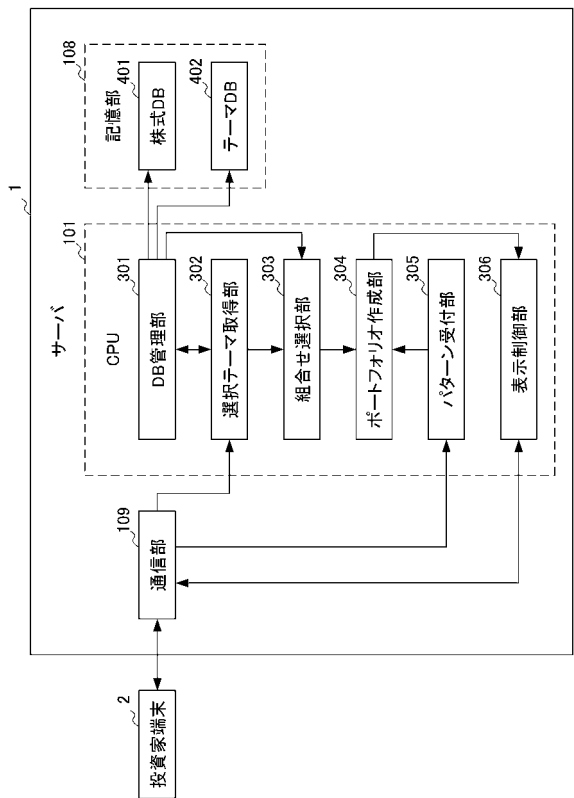 1
サーバ
101
CPU
301
DB管理部
302
選択テーマ取得部
303
組合せ選択部
304
ポートフォリオ作成部
305
パターン受付部
306
表示制御部
108
記憶部
401
株式DB
402
テーマDB
109
通信部
2
投資家端末